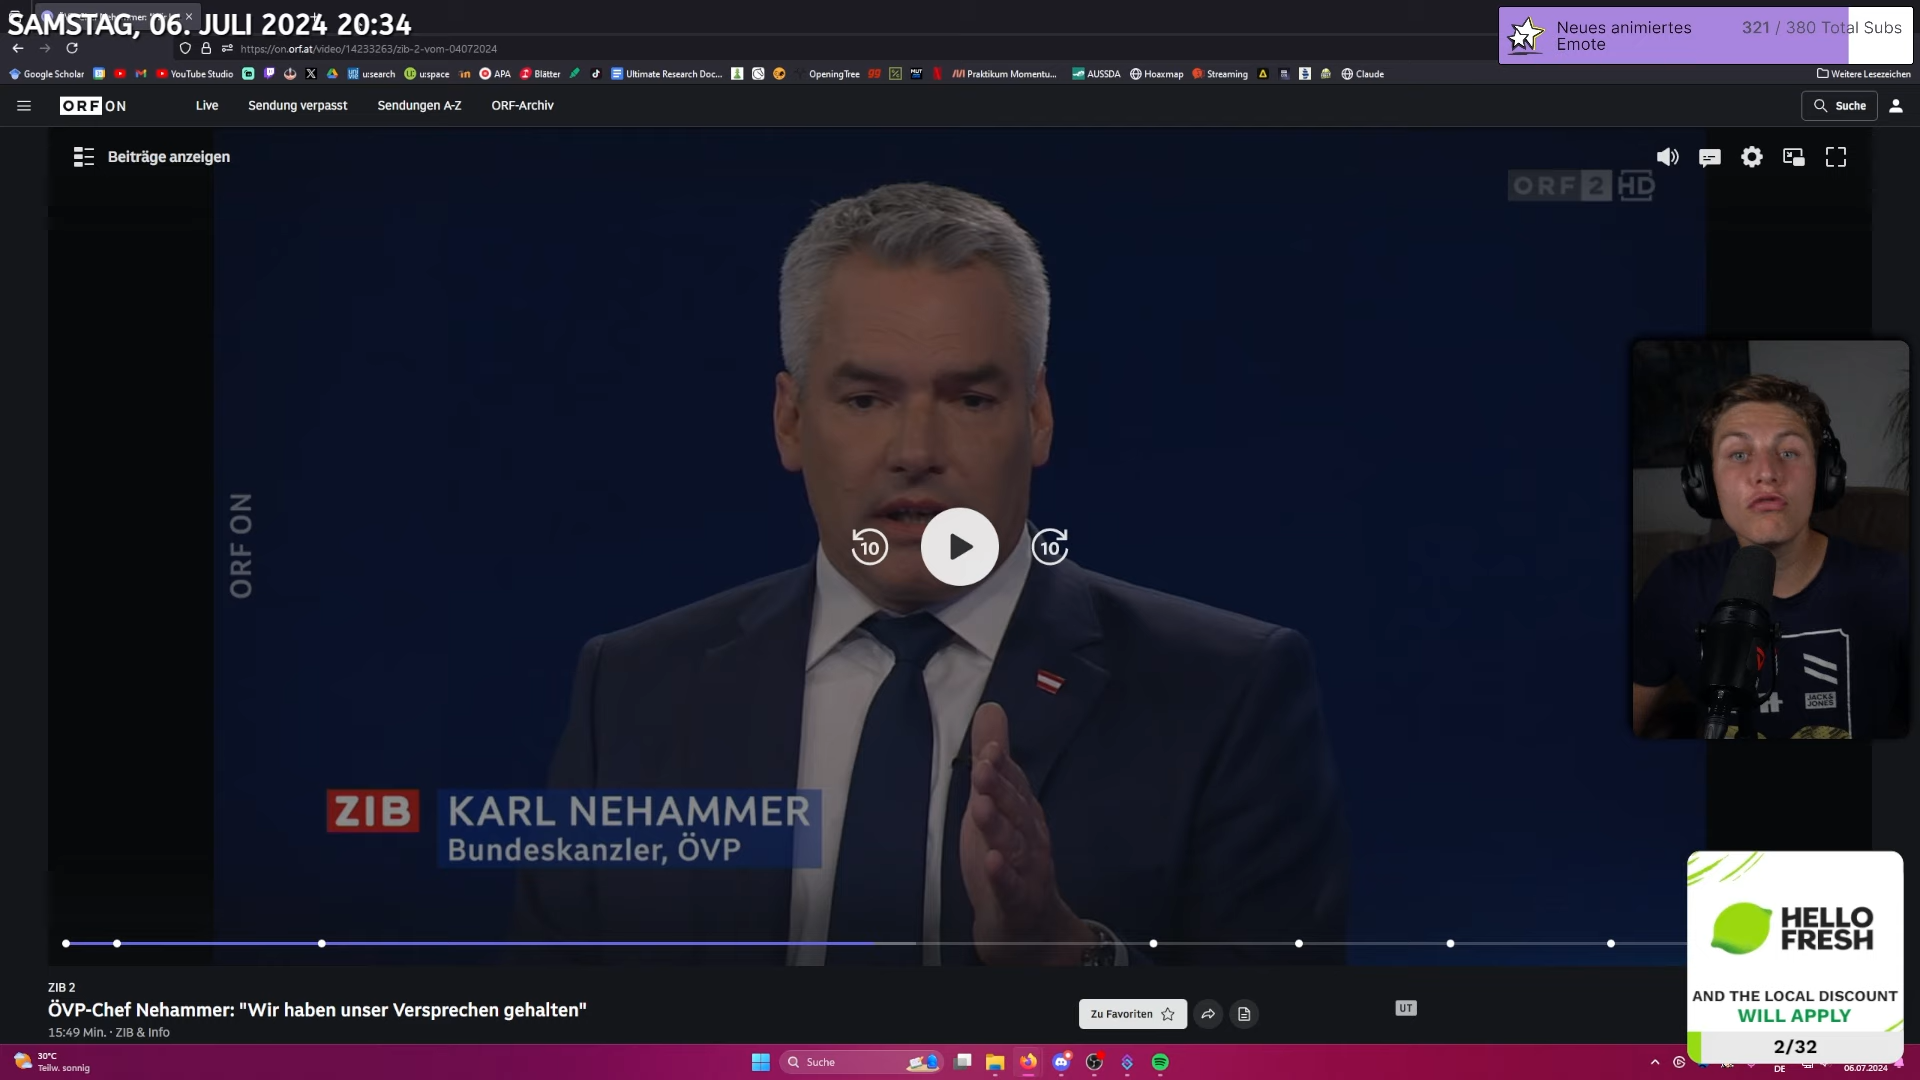 SAMSTAG, 06. JULI 2024 20:34
https://on.orf.at/video/14233263/zib-2-vom-04072024
Neues animiertes Emote
321 / 380 Total Subs
Google Scholar
YouTube Studio
u:search
u:space
APA
Blätter
Ultimate Research Doc...
OpeningTree
Praktikum Momentu...
AUSSDA
Hoaxmap
Streaming
Claude
Weitere Lesezeichen
ORF ON
Live
Sendung verpasst
Sendungen A-Z
ORF-Archiv
Suche
Beiträge anzeigen
ORF 2 HD
ORF ON
10
10
JACK & JONES
ZIB
KARL NEHAMMER
Bundeskanzler, ÖVP
HELLO
FRESH
AND THE LOCAL DISCOUNT
WILL APPLY
2/32
ZIB 2
ÖVP-Chef Nehammer: "Wir haben unser Versprechen gehalten"
15:49 Min. · ZIB & Info
Zu Favoriten
UT
30°C
Teilw. sonnig
Suche
DE
06.07.2024